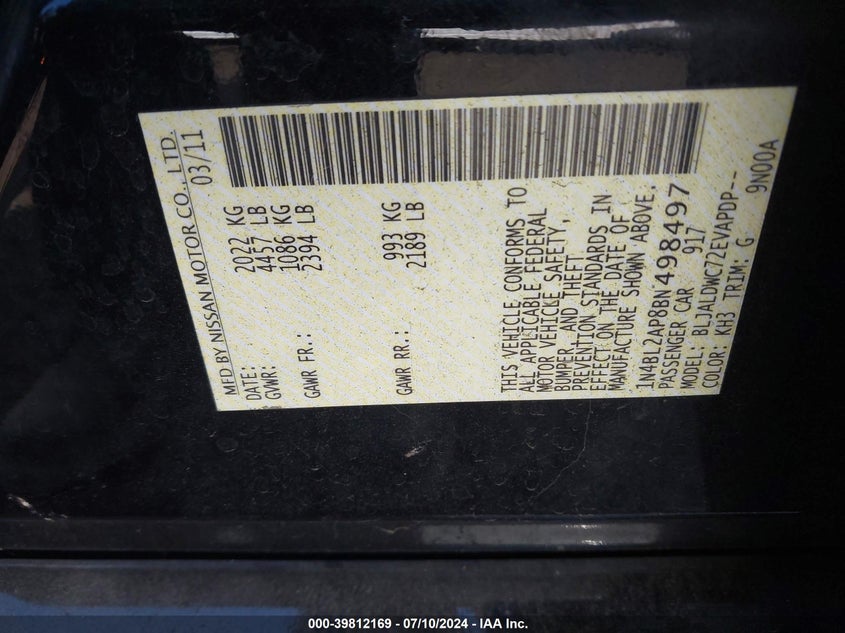 MFD BY NISSAN MOTOR CO., LTD.
DATE: 03/11
GVWR: 2022 KG
4457 LB
GAWR FR.: 1086 KG
2394 LB
GAWR RR.: 993 KG
2189 LB
THIS VEHICLE CONFORMS TO
ALL APPLICABLE FEDERAL
MOTOR VEHICLE SAFETY,
BUMPER, AND THEFT
PREVENTION STANDARDS IN
EFFECT ON THE DATE OF
MANUFACTURE SHOWN ABOVE.
1N4BL2AP8BN498497
PASSENGER CAR 917
MODEL: BLJALDWC72EVAPDP--
COLOR: KH3 TRIM: G 9N00A
000-39812169 - 07/10/2024 - IAA Inc.